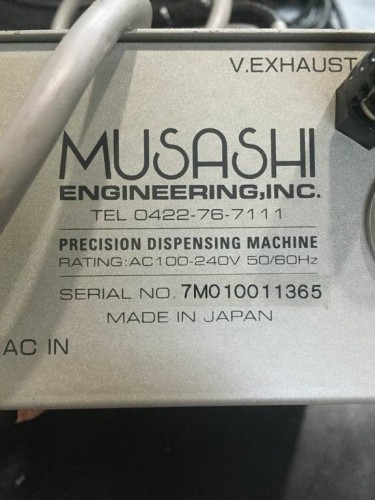 V.EXHAUST
MUSASHI
ENGINEERING,INC.
TEL 0422-76-7111
PRECISION DISPENSING MACHINE
RATING:AC100-240V 50/60Hz
SERIAL NO. 7M010011365
MADE IN JAPAN
AC IN